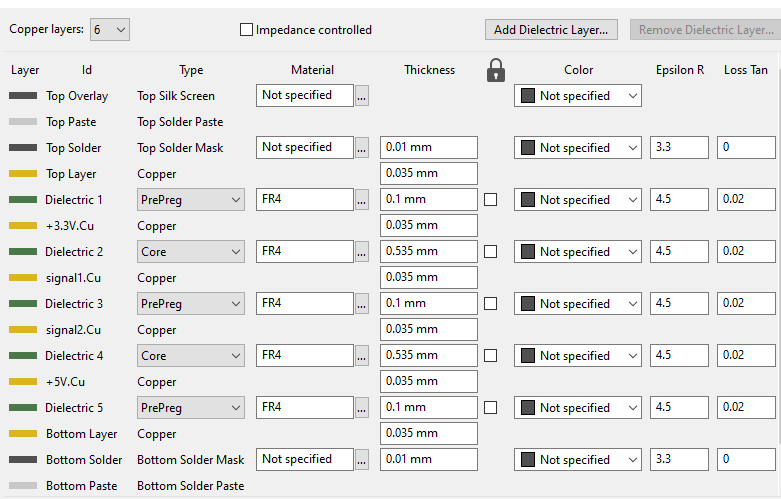 Copper layers: 6 Impedance controlled Add Dielectric Layer... Remove Dielectric Layer...
Layer Id Type Material Thickness Color Epsilon R Loss Tan
Top Overlay Top Silk Screen Not specified ... Not specified
Top Paste Top Solder Paste
Top Solder Top Solder Mask Not specified ... 0.01 mm Not specified 3.3 0
Top Layer Copper 0.035 mm
Dielectric 1 PrePreg FR4 ... 0.1 mm Not specified 4.5 0.02
+3.3V.Cu Copper 0.035 mm
Dielectric 2 Core FR4 ... 0.535 mm Not specified 4.5 0.02
signal1.Cu Copper 0.035 mm
Dielectric 3 PrePreg FR4 ... 0.1 mm Not specified 4.5 0.02
signal2.Cu Copper 0.035 mm
Dielectric 4 Core FR4 ... 0.535 mm Not specified 4.5 0.02
+5V.Cu Copper 0.035 mm
Dielectric 5 PrePreg FR4 ... 0.1 mm Not specified 4.5 0.02
Bottom Layer Copper 0.035 mm
Bottom Solder Bottom Solder Mask Not specified ... 0.01 mm Not specified 3.3 0
Bottom Paste Bottom Solder Paste